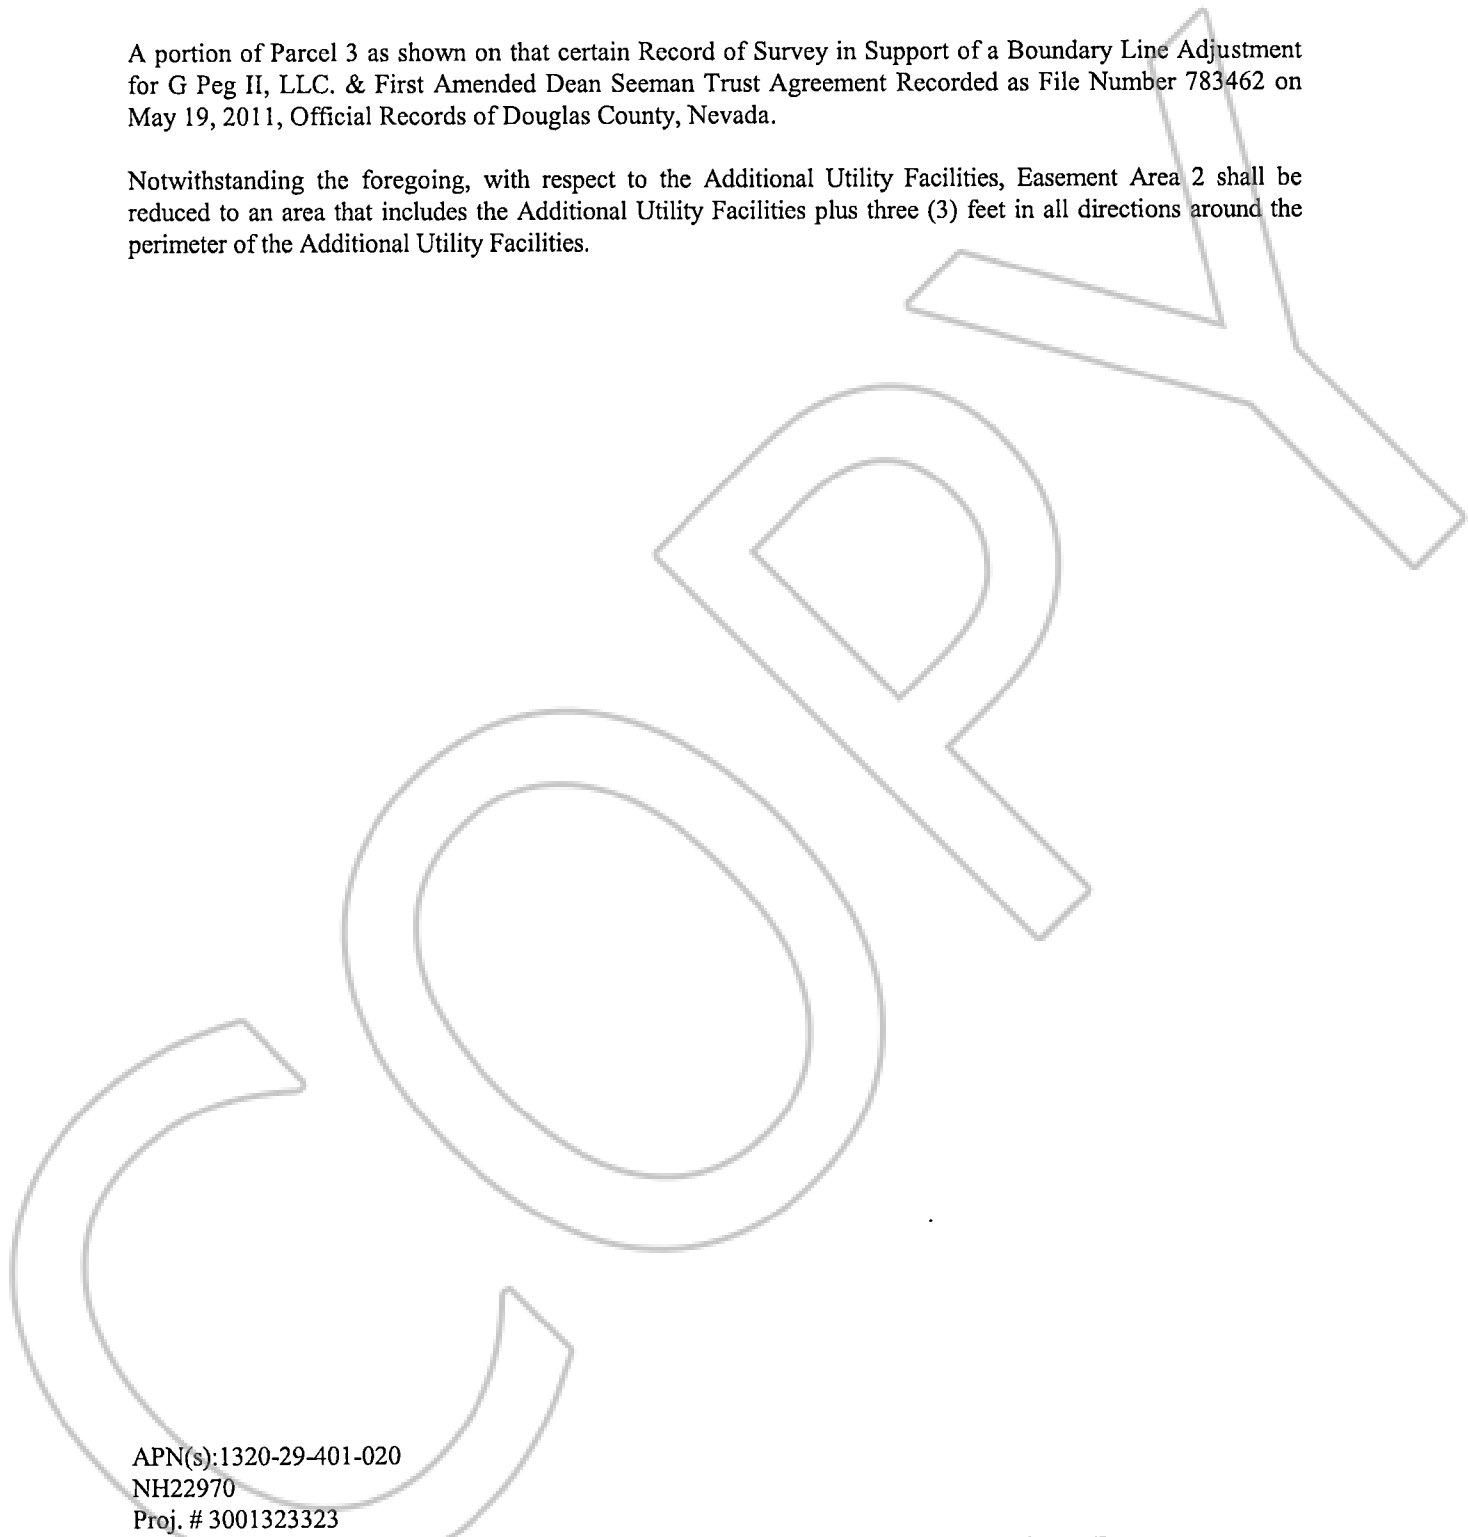 A portion of Parcel 3 as shown on that certain Record of Survey in Support of a Boundary Line Adjustment
for G Peg II, LLC. & First Amended Dean Seeman Trust Agreement Recorded as File Number 783462 on
May 19, 2011, Official Records of Douglas County, Nevada.
Notwithstanding the foregoing, with respect to the Additional Utility Facilities, Easement Area 2 shall be
reduced to an area that includes the Additional Utility Facilities plus three (3) feet in all directions around the
perimeter of the Additional Utility Facilities.
COPY
APN(s):1320-29-401-020
NH22970
Proj. # 3001323323